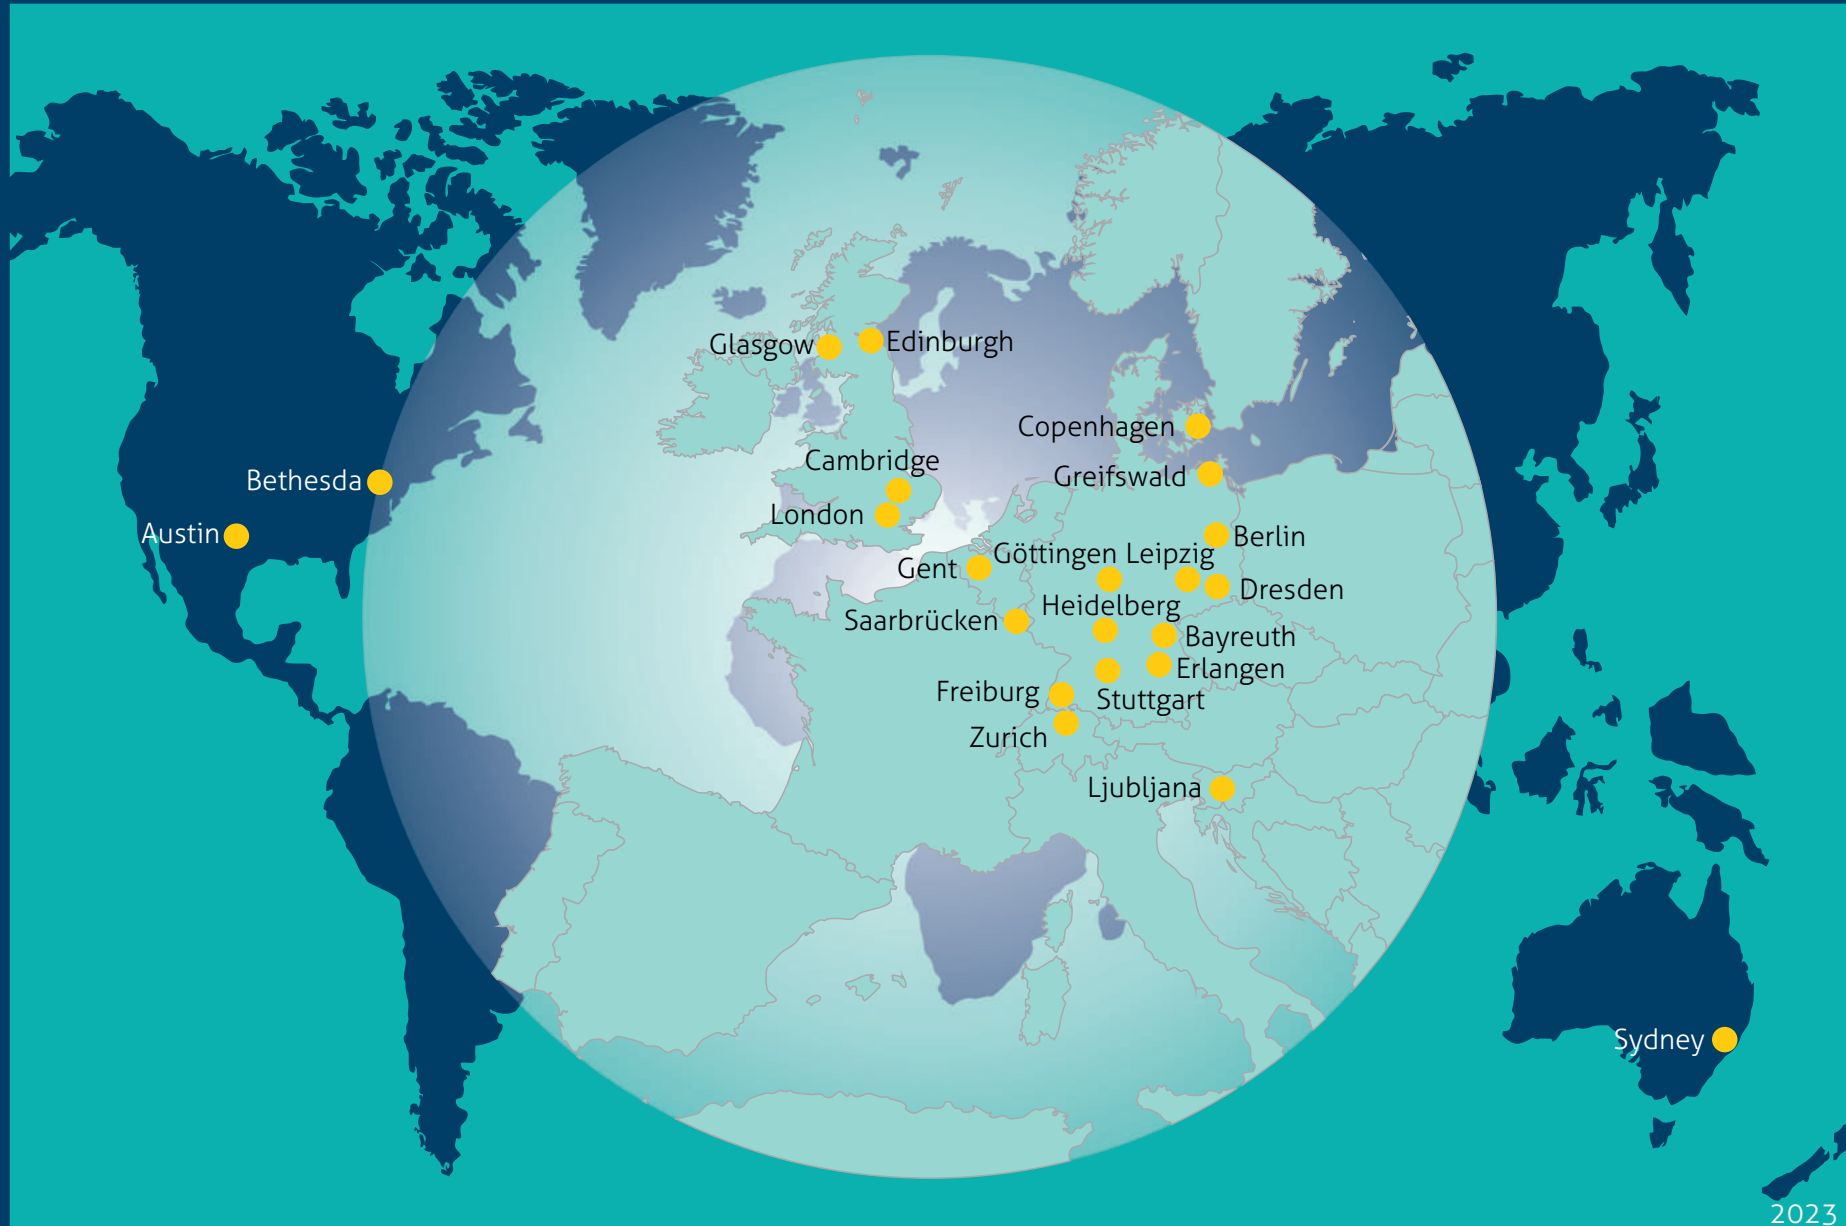 Glasgow
Edinburgh
Copenhagen
Cambridge
Greifswald
Bethesda
London
Austin
Berlin
Göttingen
Leipzig
Gent
Dresden
Heidelberg
Saarbrücken
Bayreuth
Erlangen
Freiburg
Stuttgart
Zurich
Ljubljana
Sydney
2023